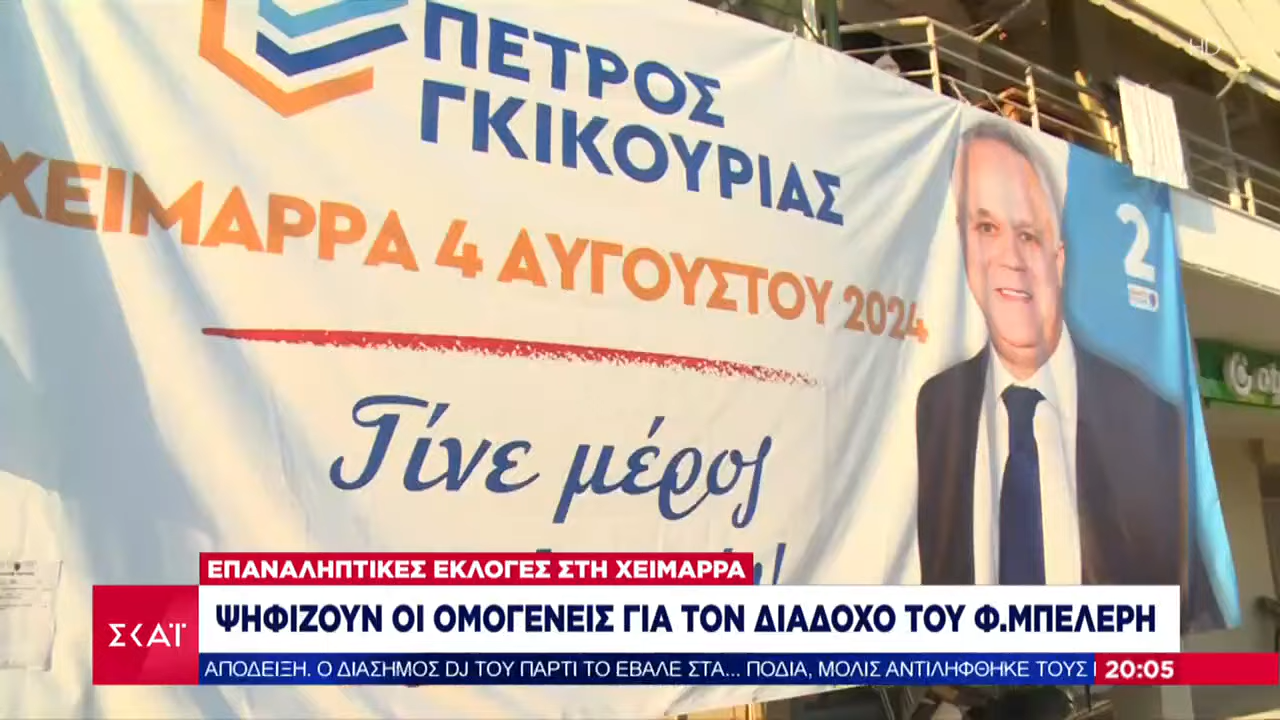 HD
ΠΕΤΡΟΣ
ΓΚΙΚΟΥΡΙΑΣ
ΧΕΙΜΑΡΡΑ 4 ΑΥΓΟΥΣΤΟΥ 2024
2
Γίνε μέρος
ΕΠΑΝΑΛΗΠΤΙΚΕΣ ΕΚΛΟΓΕΣ ΣΤΗ ΧΕΙΜΑΡΡΑ
ΣΚΑΪ
ΨΗΦΙΖΟΥΝ ΟΙ ΟΜΟΓΕΝΕΙΣ ΓΙΑ ΤΟΝ ΔΙΑΔΟΧΟ ΤΟΥ Φ.ΜΠΕΛΕΡΗ
ΑΠΟΔΕΙΞΗ. Ο ΔΙΑΣΗΜΟΣ DJ ΤΟΥ ΠΑΡΤΙ ΤΟ ΕΒΑΛΕ ΣΤΑ... ΠΟΔΙΑ, ΜΟΛΙΣ ΑΝΤΙΛΗΦΘΗΚΕ ΤΟΥΣ
20:05